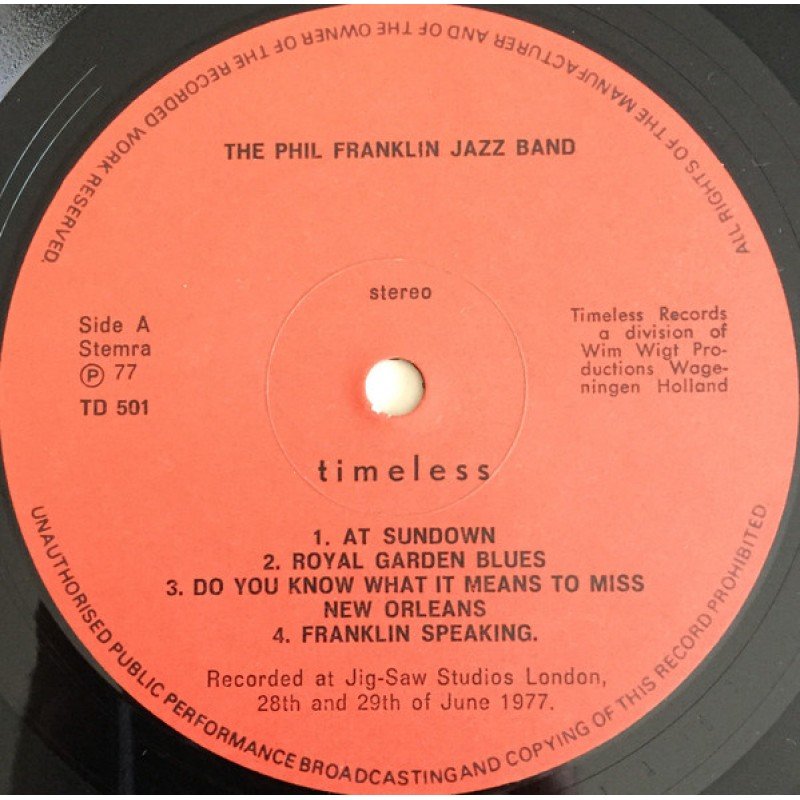 ALL RIGHTS OF THE MANUFACTURER AND OF THE OWNER OF THE RECORDED WORK RESERVED.
THE PHIL FRANKLIN JAZZ BAND
stereo
Side A
Stemra
Ⓟ 77
TD 501
Timeless Records
a division of
Wim Wigt Pro-
ductions Wage-
ningen Holland
timeless
1. AT SUNDOWN
2. ROYAL GARDEN BLUES
3. DO YOU KNOW WHAT IT MEANS TO MISS
NEW ORLEANS
4. FRANKLIN SPEAKING.
Recorded at Jig-Saw Studios London,
28th and 29th of June 1977.
UNAUTHORISED PUBLIC PERFORMANCE BROADCASTING AND COPYING OF THIS RECORD PROHIBITED